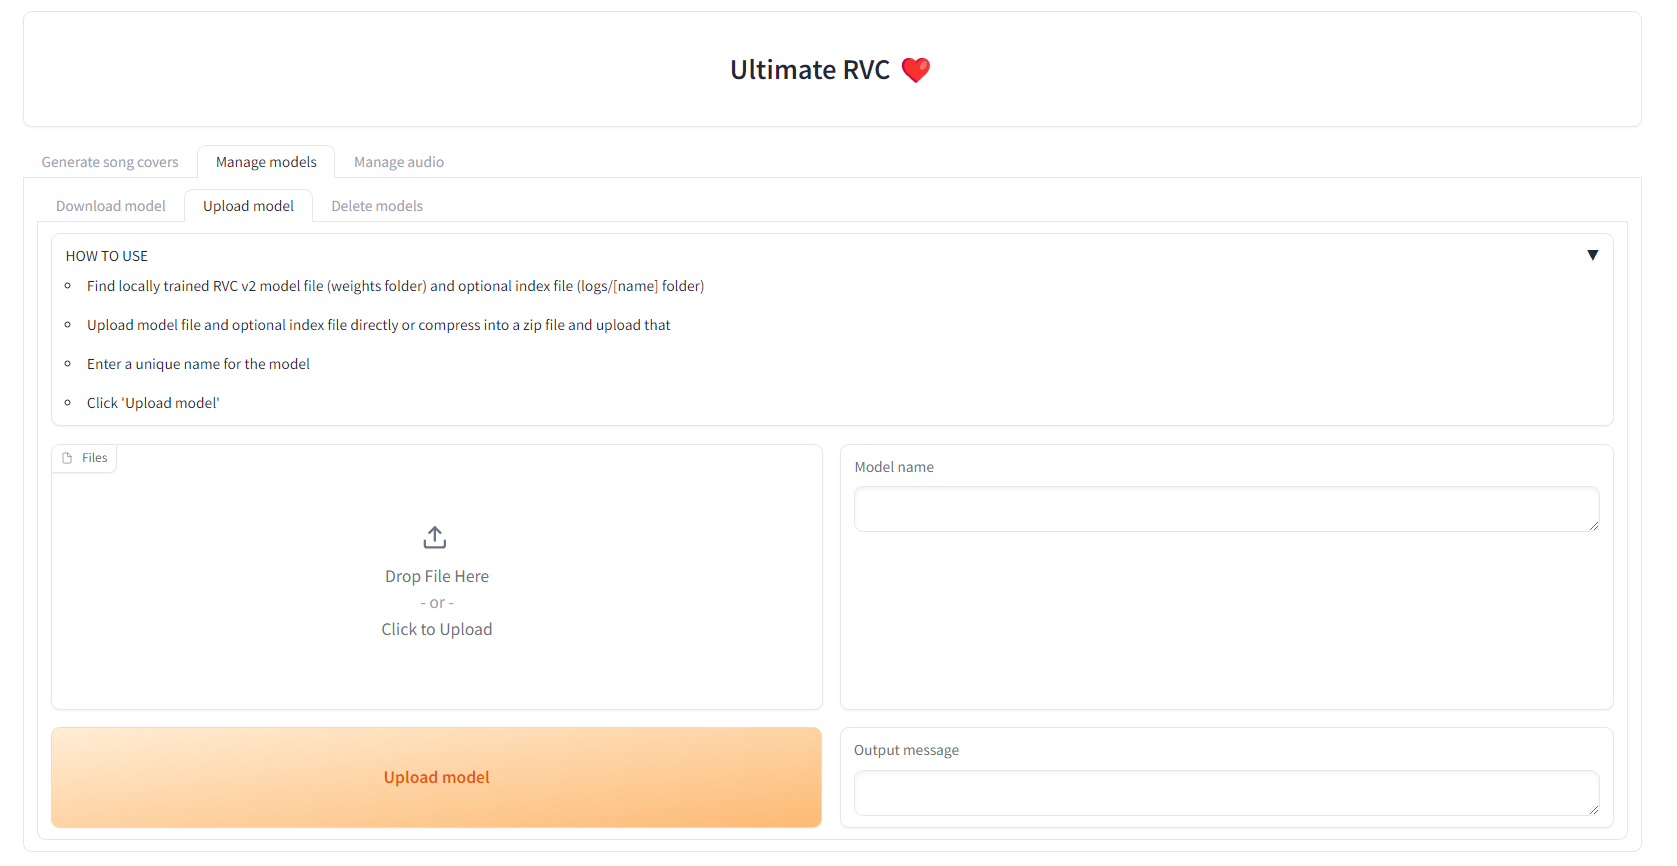 Ultimate RVC ❤️
Generate song covers
Manage models
Manage audio
Download model
Upload model
Delete models
HOW TO USE
Find locally trained RVC v2 model file (weights folder) and optional index file (logs/[name] folder)
Upload model file and optional index file directly or compress into a zip file and upload that
Enter a unique name for the model
Click 'Upload model'
Files
Drop File Here
- or -
Click to Upload
Model name
Upload model
Output message